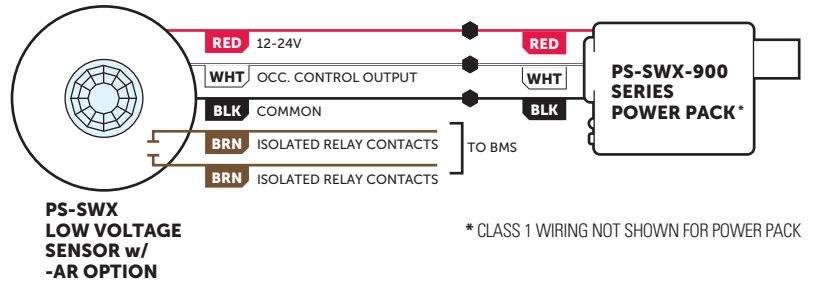 RED 12-24V RED
WHT OCC. CONTROL OUTPUT WHT
BLK COMMON BLK
BRN ISOLATED RELAY CONTACTS
BRN ISOLATED RELAY CONTACTS
TO BMS
PS-SWX-900
SERIES
POWER PACK*
PS-SWX
LOW VOLTAGE
SENSOR w/
-AR OPTION
* CLASS 1 WIRING NOT SHOWN FOR POWER PACK